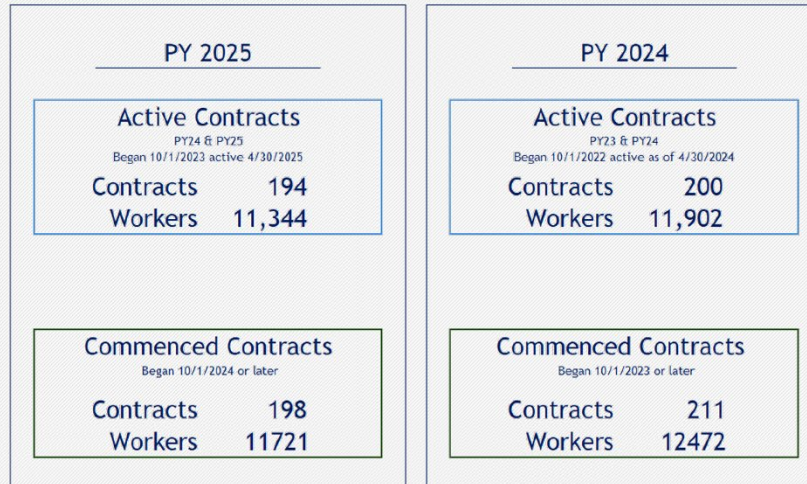 PY 2025
Active Contracts
PY24 & PY25
Began 10/1/2023 active 4/30/2025
Contracts 194
Workers 11,344
Commenced Contracts
Began 10/1/2024 or later
Contracts 198
Workers 11721
PY 2024
Active Contracts
PY23 & PY24
Began 10/1/2022 active as of 4/30/2024
Contracts 200
Workers 11,902
Commenced Contracts
Began 10/1/2023 or later
Contracts 211
Workers 12472